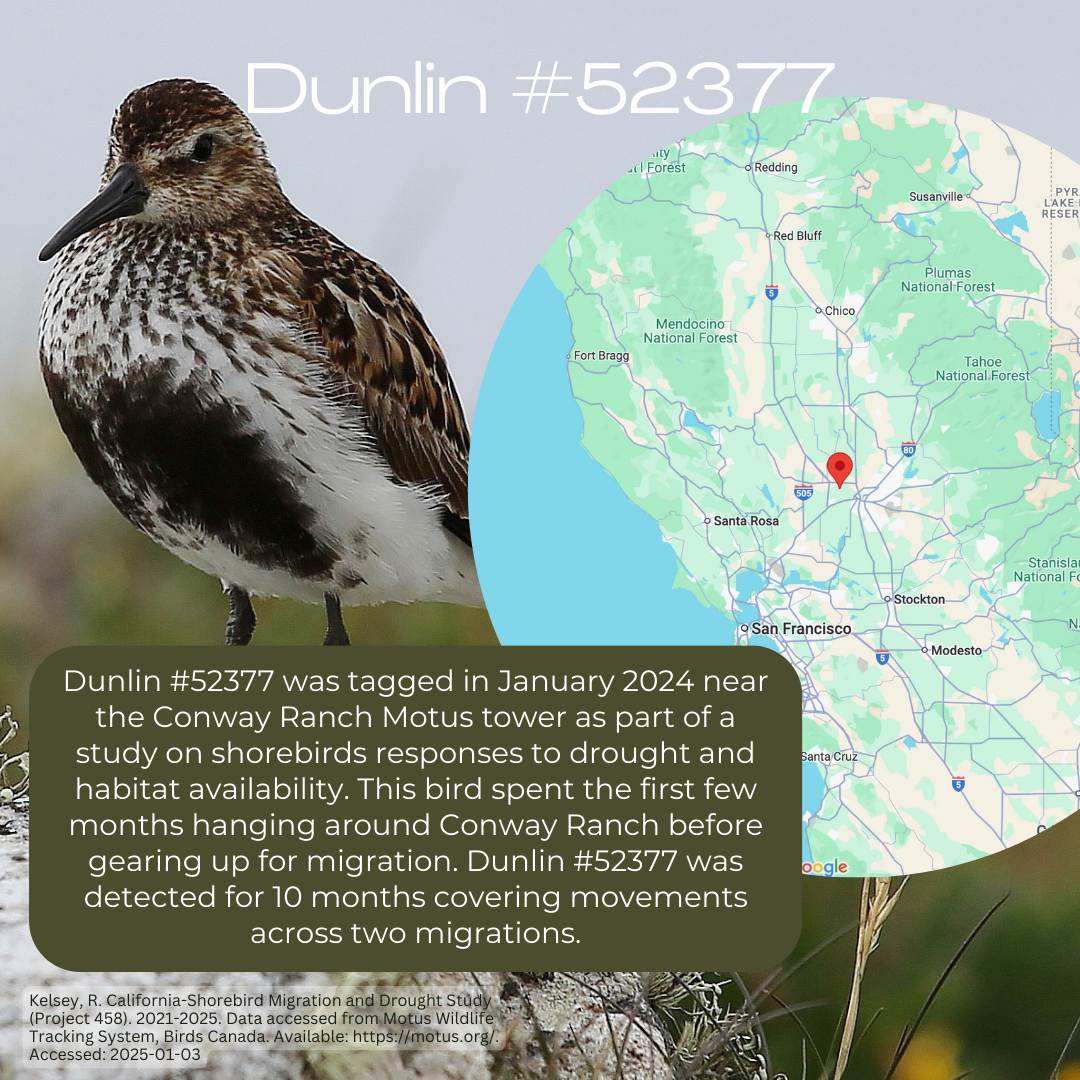 Dunlin #52377
Redding
Susanville
Red Bluff
Plumas
National Forest
Chico
Mendocino
National Forest
Fort Bragg
Tahoe
National Forest
80
5
505
Santa Rosa
Stockton
San Francisco
Modesto
5
Santa Cruz
5
Dunlin #52377 was tagged in January 2024 near
the Conway Ranch Motus tower as part of a
study on shorebirds responses to drought and
habitat availability. This bird spent the first few
months hanging around Conway Ranch before
gearing up for migration. Dunlin #52377 was
detected for 10 months covering movements
across two migrations.
Kelsey, R. California-Shorebird Migration and Drought Study
(Project 458). 2021-2025. Data accessed from Motus Wildlife
Tracking System, Birds Canada. Available: https://motus.org/.
Accessed: 2025-01-03